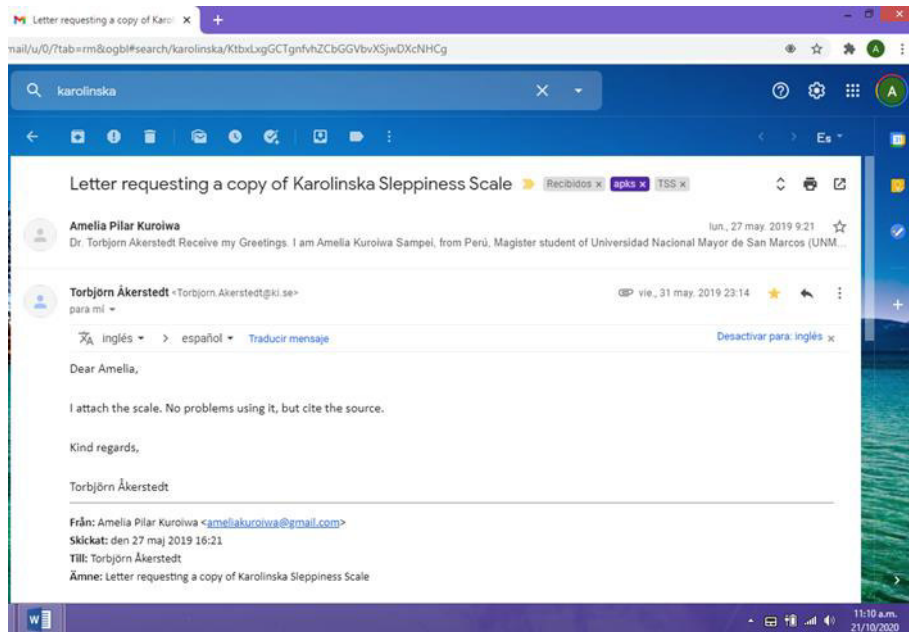 Letter requesting a copy of Karol
mail/u/0/?tab=rm&ogbl#search/karolinska/KtbxLxgGCTgnfvhZCbGGVbvXSjwDXcNHCg
A
karolinska
A
Es
Letter requesting a copy of Karolinska Sleppiness Scale Recibidos x apks x TSS x
Amelia Pilar Kuroiwa lun., 27 may. 2019 9:21
Dr. Torbjorn Akerstedt Receive my Greetings. I am Amelia Kuroiwa Sampei, from Perú, Magister student of Universidad Nacional Mayor de San Marcos (UNM...
Torbjörn Åkerstedt <Torbjorn.Akerstedt@ki.se> vie., 31 may. 2019 23:14
para mí
inglés > español Traducir mensaje Desactivar para: inglés x
Dear Amelia,
I attach the scale. No problems using it, but cite the source.
Kind regards,
Torbjörn Åkerstedt
Från: Amelia Pilar Kuroiwa <ameliakuroiwa@gmail.com>
Skickat: den 27 maj 2019 16:21
Till: Torbjörn Åkerstedt
Ämne: Letter requesting a copy of Karolinska Sleppiness Scale
11:10 a.m.
21/10/2020